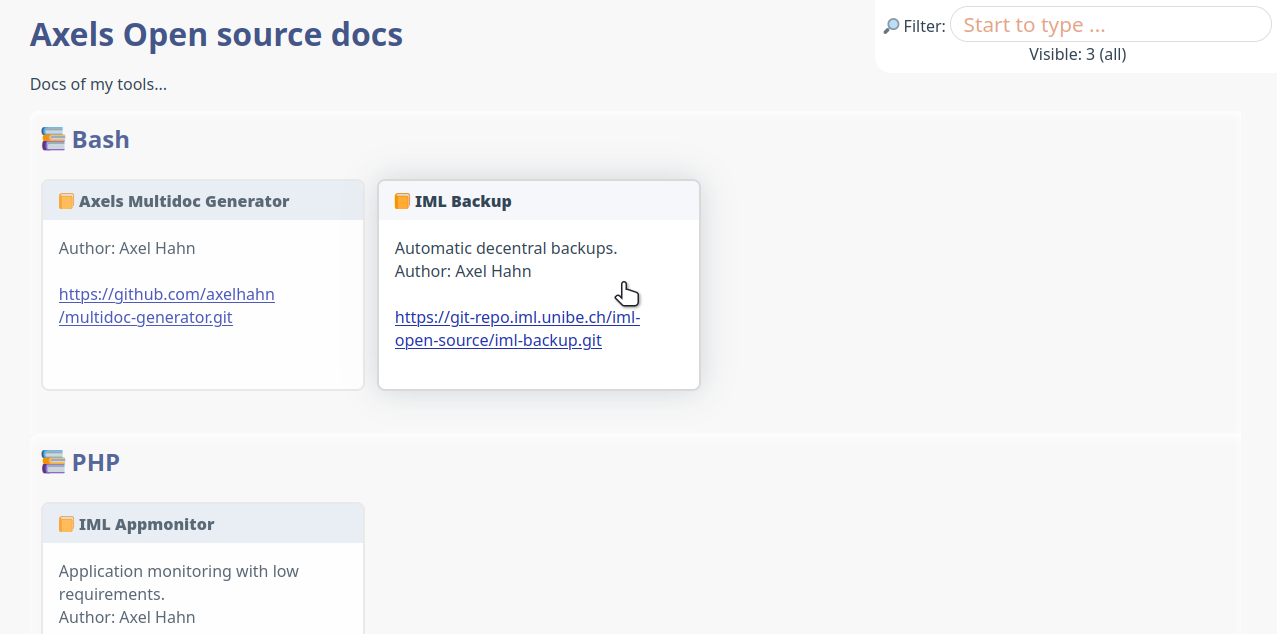 Axels Open source docs
Filter: Start to type ...
Visible: 3 (all)
Docs of my tools...
Bash
Axels Multidoc Generator
Author: Axel Hahn
https://github.com/axelhahn
/multidoc-generator.git
IML Backup
Automatic decentral backups.
Author: Axel Hahn
https://git-repo.iml.unibe.ch/iml-
open-source/iml-backup.git
PHP
IML Appmonitor
Application monitoring with low
requirements.
Author: Axel Hahn